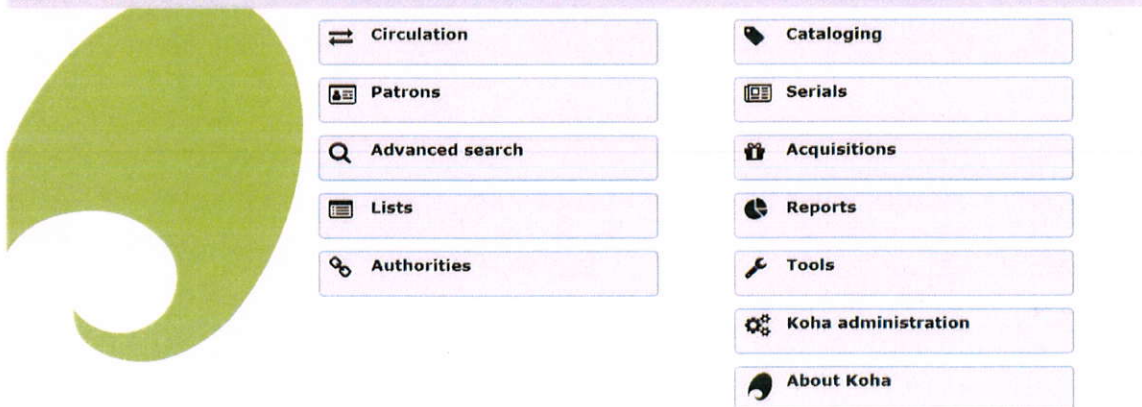 Circulation
Patrons
Advanced search
Lists
Authorities
Cataloging
Serials
Acquisitions
Reports
Tools
Koha administration
About Koha